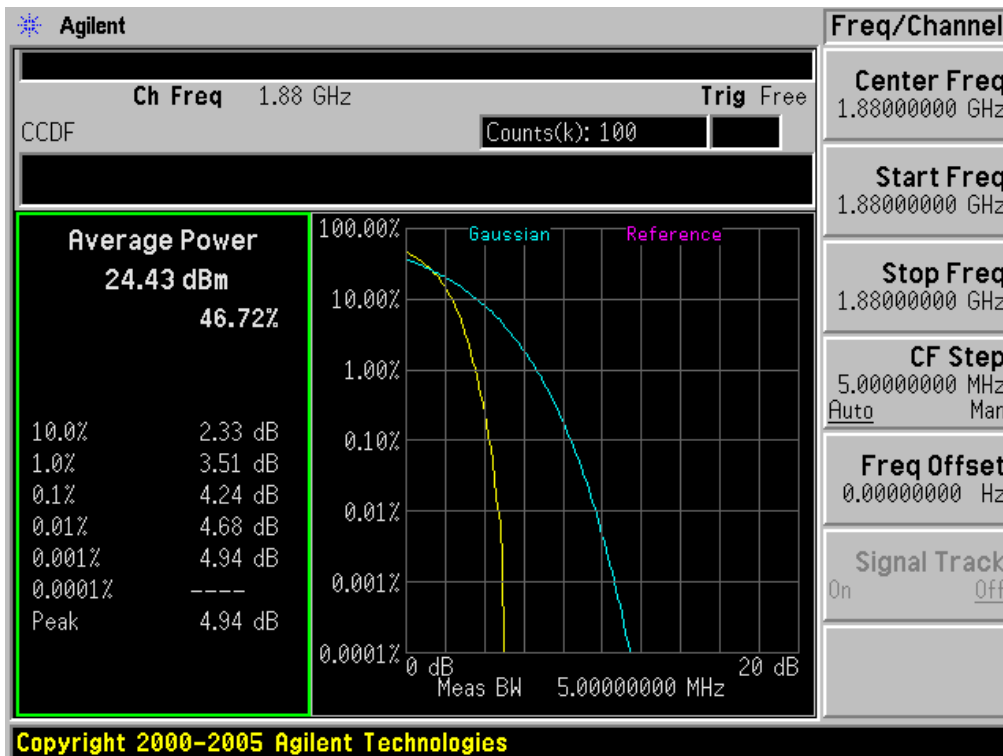 Agilent
Ch Freq 1.88 GHz Trig Free
CCDF Counts(k): 100
Average Power
24.43 dBm
46.72%
10.0% 2.33 dB
1.0% 3.51 dB
0.1% 4.24 dB
0.01% 4.68 dB
0.001% 4.94 dB
0.0001% ----
Peak 4.94 dB
Gaussian Reference
100.00%
10.00%
1.00%
0.10%
0.01%
0.001%
0.0001%
0 dB 20 dB
Meas BW 5.00000000 MHz
Freq/Channel
Center Freq
1.88000000 GHz
Start Freq
1.88000000 GHz
Stop Freq
1.88000000 GHz
CF Step
5.00000000 MHz
Auto Man
Freq Offset
0.00000000 Hz
Signal Track
On Off
Copyright 2000-2005 Agilent Technologies